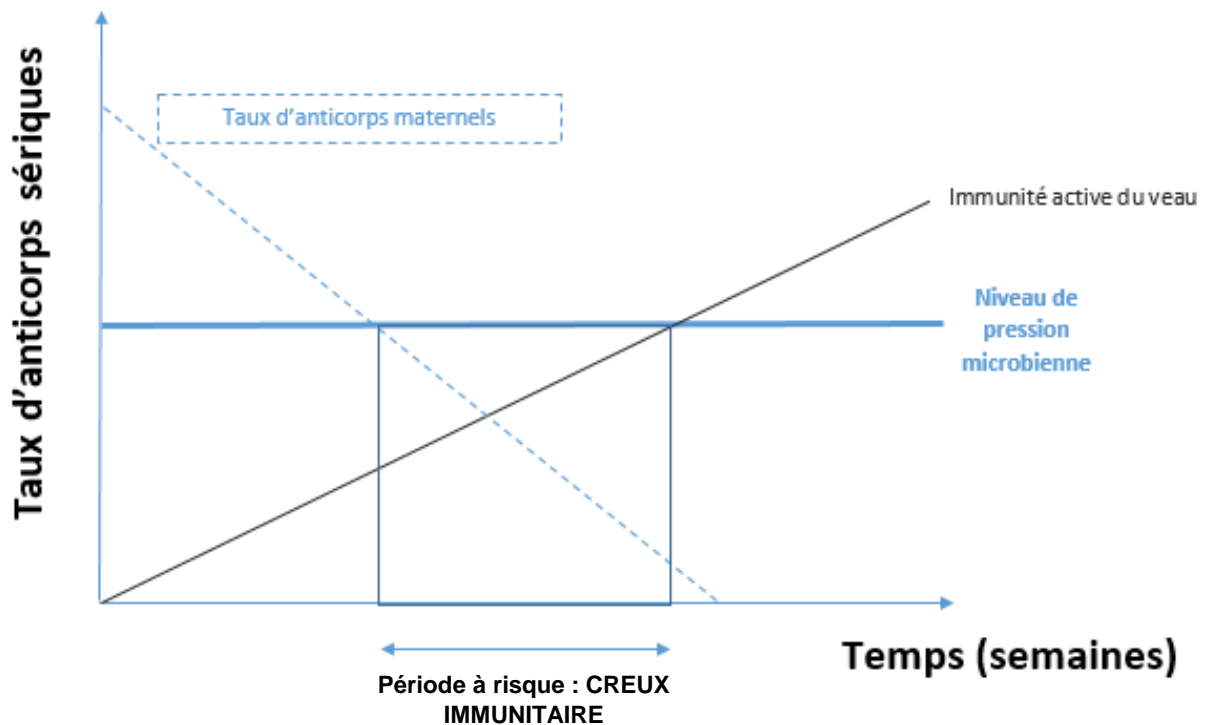 Taux d'anticorps sériques
Taux d'anticorps maternels
Immunité active du veau
Niveau de
pression
microbienne
Temps (semaines)
Période à risque : CREUX
IMMUNITAIRE